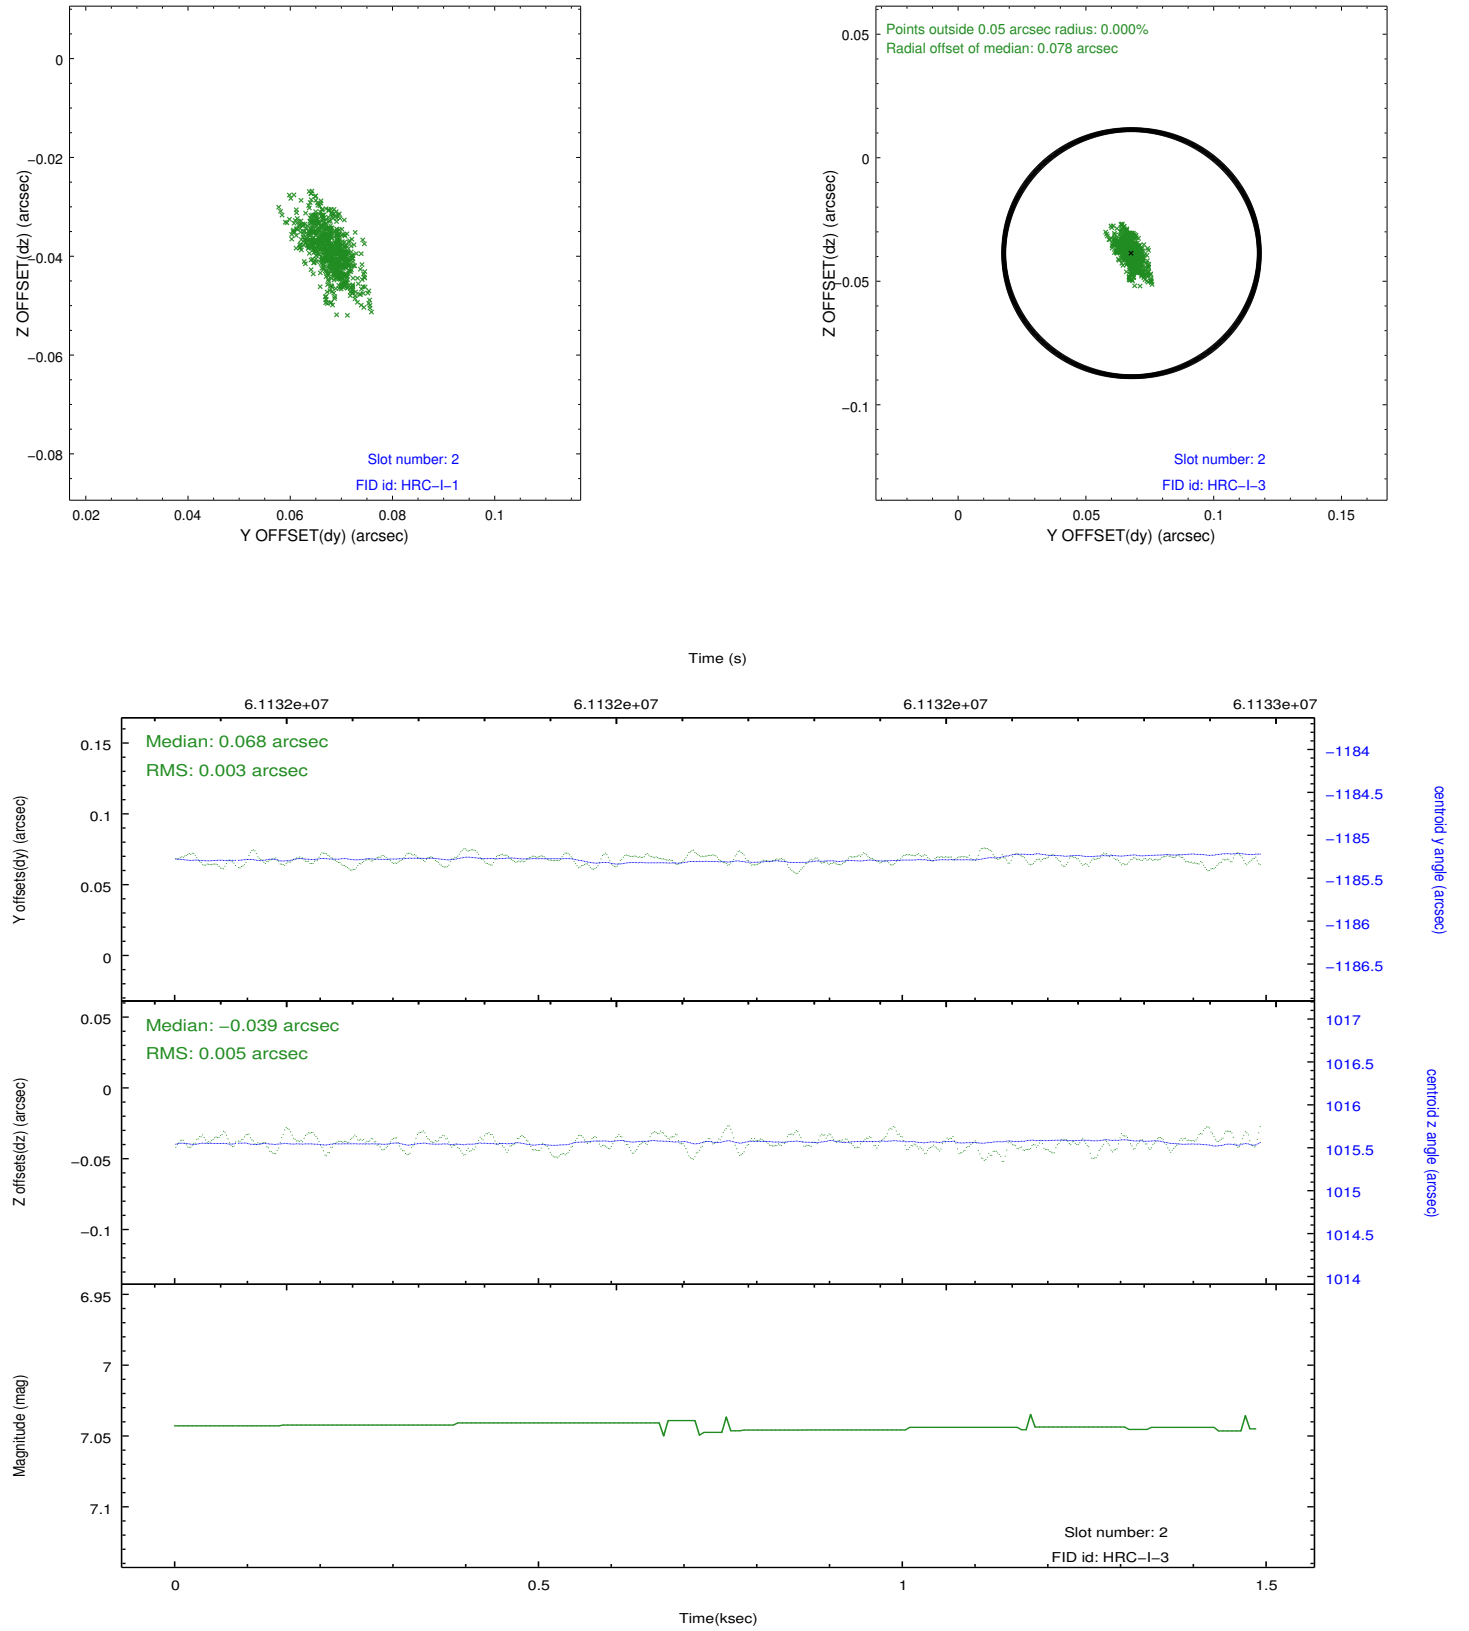 0
−0.02
−0.04
−0.06
−0.08
Z OFFSET(dz) (arcsec)
Slot number: 2
FID id: HRC−I−1
0.02
0.04
0.06
0.08
0.1
Y OFFSET(dy) (arcsec)
Points outside 0.05 arcsec radius: 0.000%
Radial offset of median: 0.078 arcsec
0.05
0
−0.05
−0.1
Z OFFSET(dz) (arcsec)
Slot number: 2
FID id: HRC−I−3
0
0.05
0.1
0.15
Y OFFSET(dy) (arcsec)
Time (s)
6.1132e+07
6.1132e+07
6.1132e+07
6.1133e+07
Median: 0.068 arcsec
RMS: 0.003 arcsec
0.15
0.1
0.05
0
Y offsets(dy) (arcsec)
−1184
−1184.5
−1185
−1185.5
−1186
−1186.5
centroid y angle (arcsec)
Median: −0.039 arcsec
RMS: 0.005 arcsec
0.05
0
−0.05
−0.1
Z offsets(dz) (arcsec)
1017
1016.5
1016
1015.5
1015
1014.5
1014
centroid z angle (arcsec)
6.95
7
7.05
7.1
Magnitude (mag)
Slot number: 2
FID id: HRC−I−3
0
0.5
1
1.5
Time(ksec)